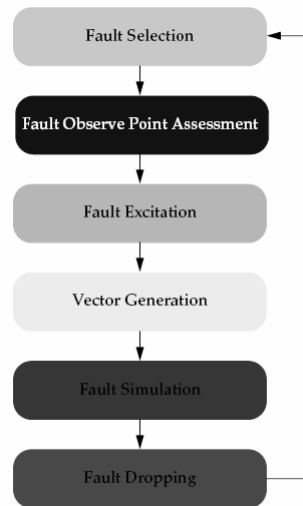 Fault Selection
Fault Observe Point Assessment
Fault Excitation
Vector Generation
Fault Simulation
Fault Dropping